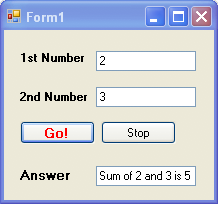 Form1
1st Number 2
2nd Number 3
Go! Stop
Answer Sum of 2 and 3 is 5